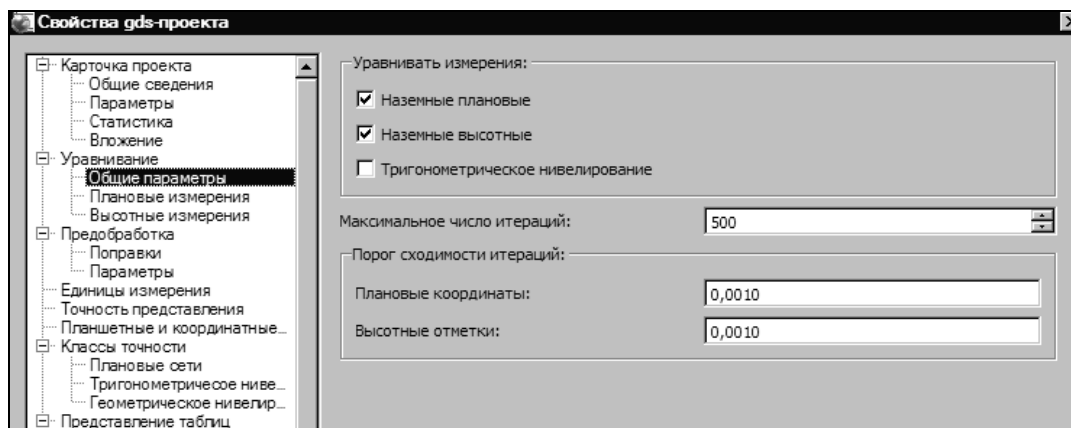 Свойства gds-проекта
Карточка проекта
Общие сведения
Параметры
Статистика
Вложение
Уравнивание
Общие параметры
Плановые измерения
Высотные измерения
Предобработка
Поправки
Параметры
Единицы измерения
Точность представления
Планшетные и координатные...
Классы точности
Плановые сети
Тригонометричесое ниве...
Геометрическое нивелир...
Представление таблиц
Уравнивать измерения:
Наземные плановые
Наземные высотные
Тригонометрическое нивелирование
Максимальное число итераций:
500
Порог сходимости итераций:
Плановые координаты:
0,0010
Высотные отметки:
0,0010